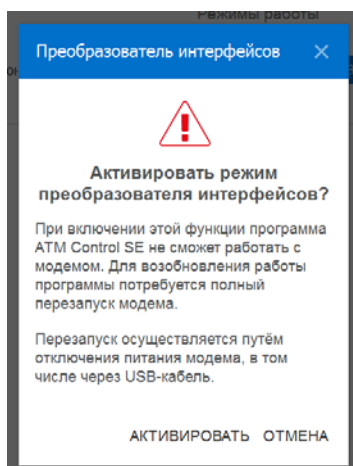 Режимы работы
Преобразователь интерфейсов
Активировать режим
преобразователя интерфейсов?
При включении этой функции программа
ATM Control SE не сможет работать с
модемом. Для возобновления работы
программы потребуется полный
перезапуск модема.
Перезапуск осуществляется путём
отключения питания модема, в том
числе через USB-кабель.
АКТИВИРОВАТЬ ОТМЕНА